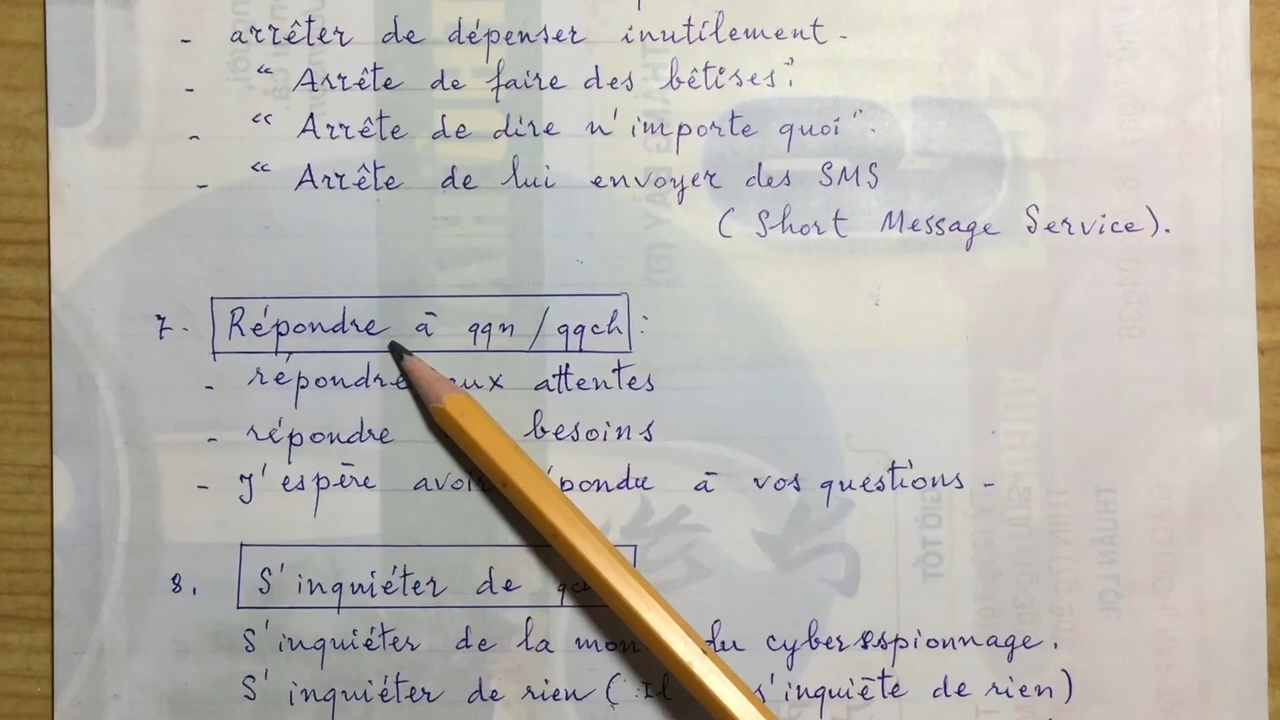 - arrêter de dépenser inutilement -
- " Arrête de faire des bêtises".
- " Arrête de dire n'importe quoi".
- " Arrête de lui envoyer des SMS
( Short Message Service).
7. Répondre à qqn / qqch :
- répondre aux attentes
- répondre besoins
- J'espère avoir répondu à vos questions -
8. S'inquiéter de
S'inquiéter de la du cyberespionnage.
S'inquiéter de rien ( Il s'inquiète de rien)